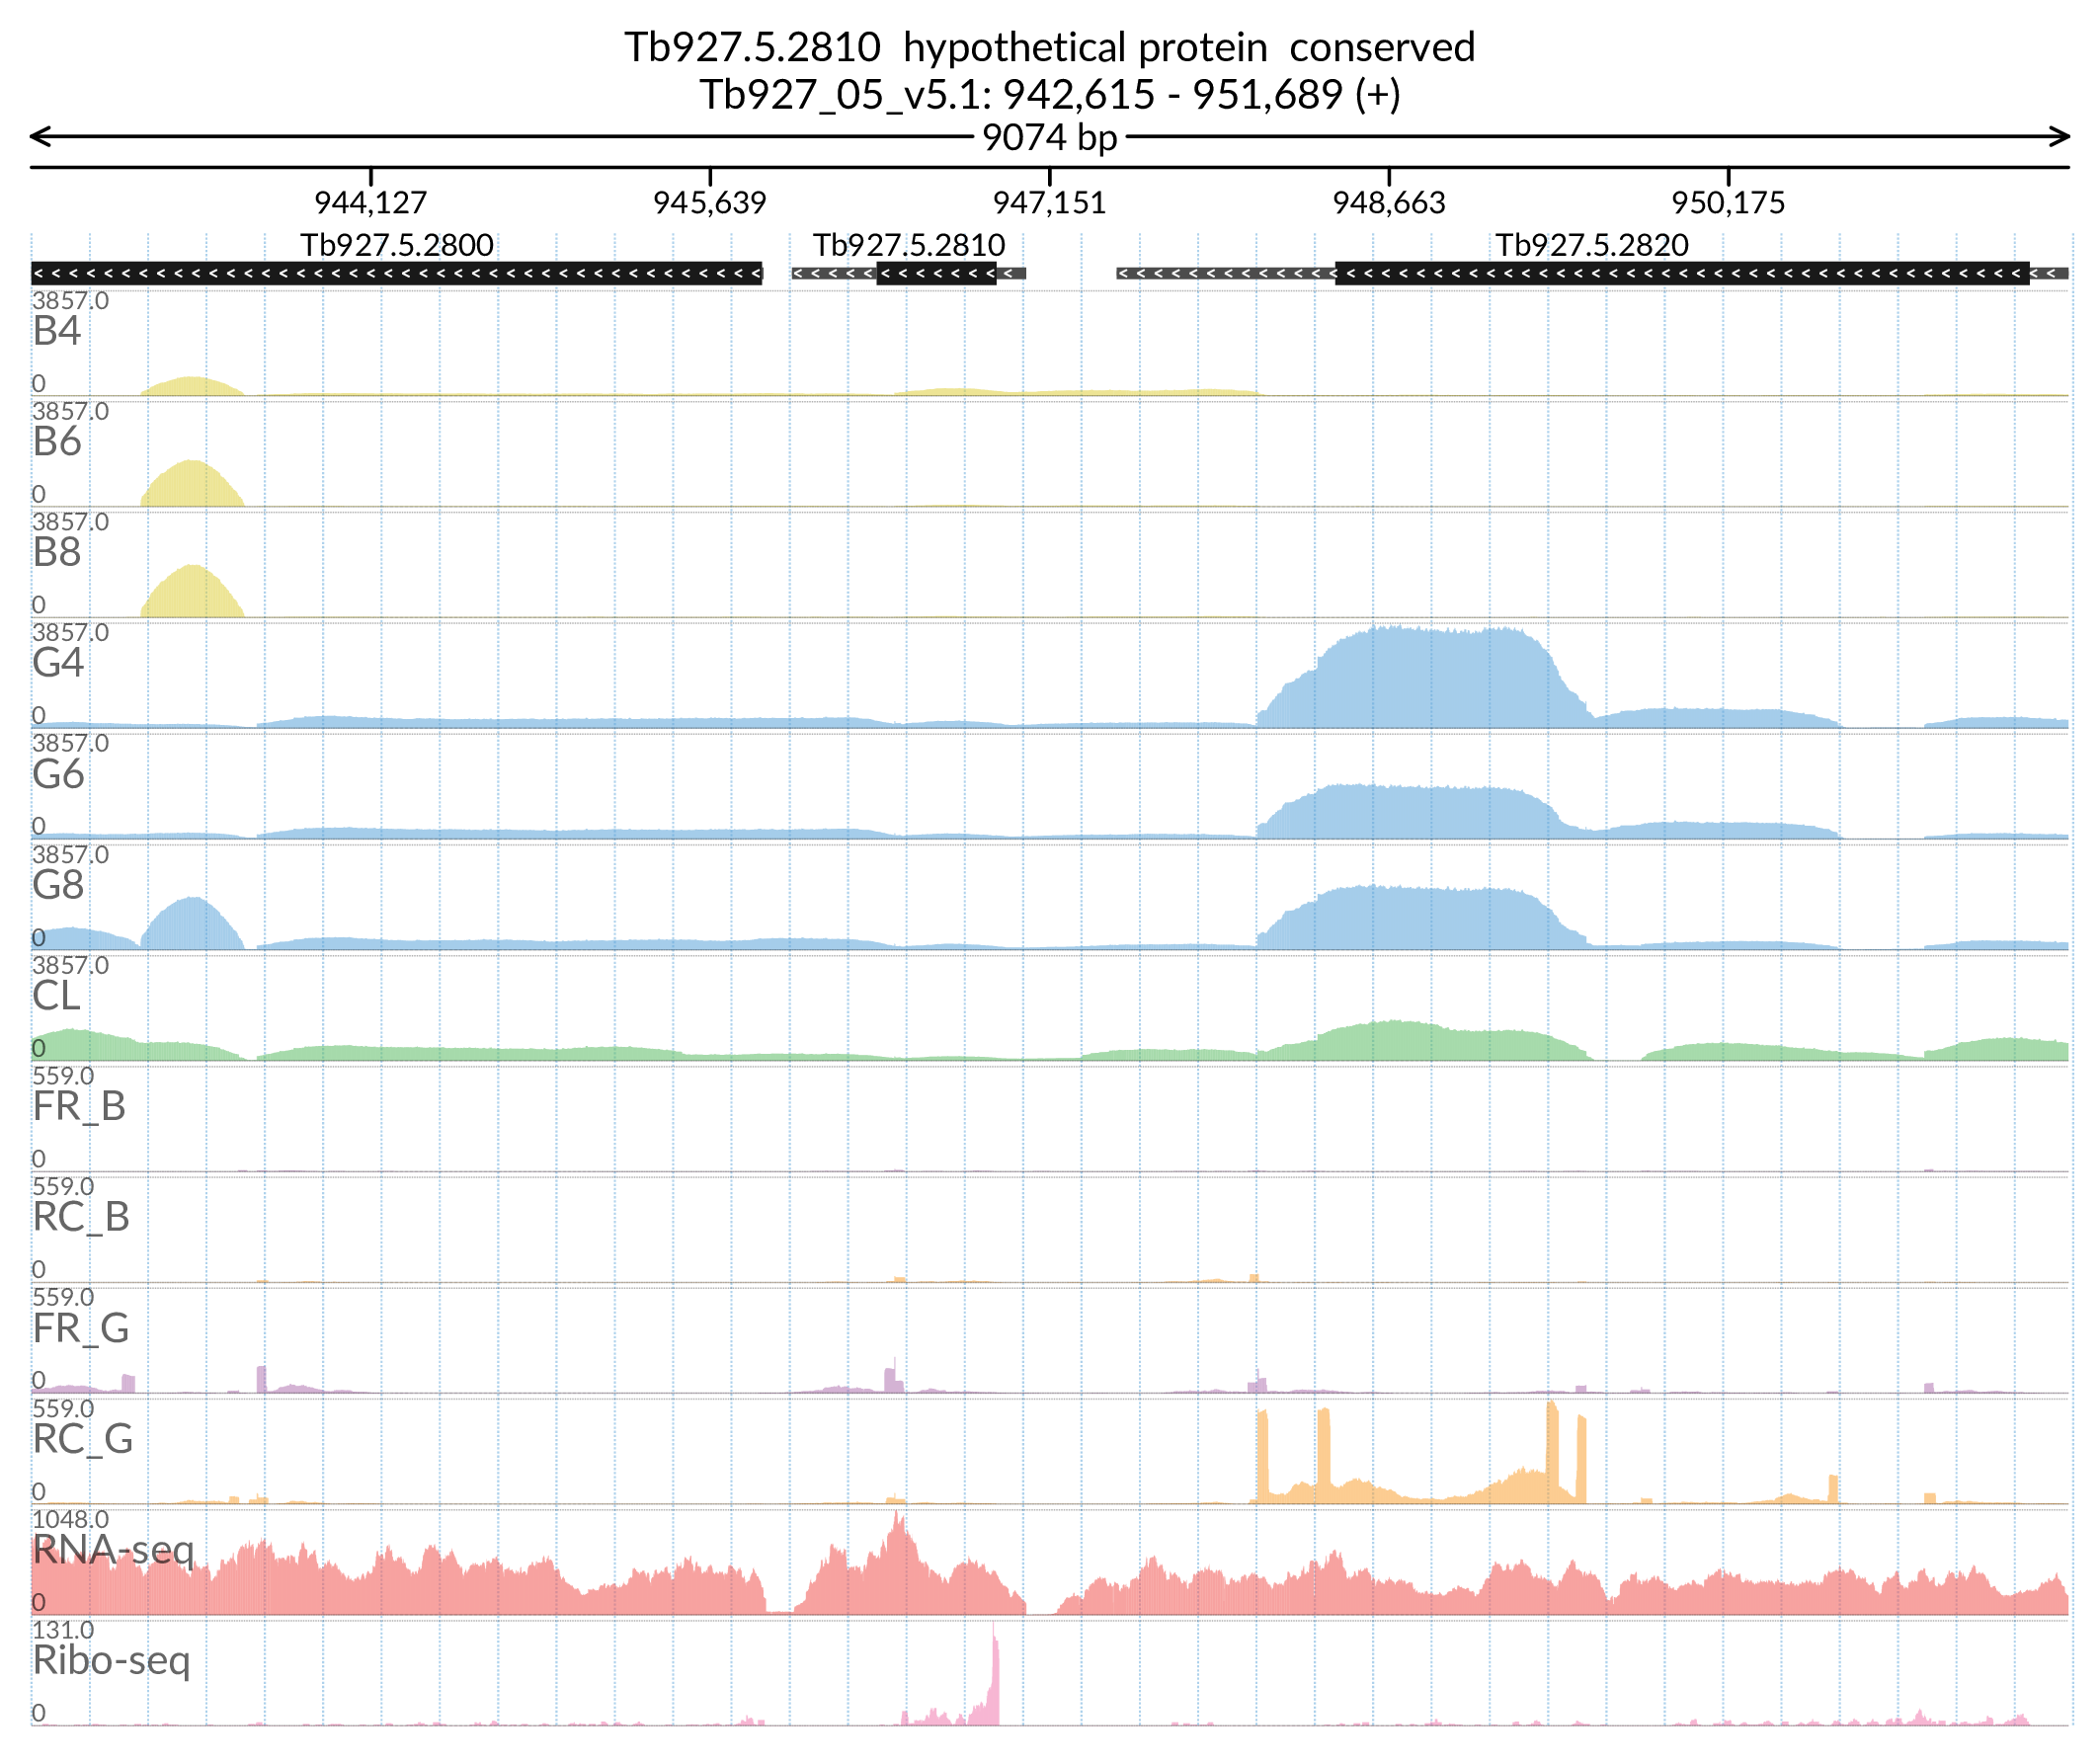 Tb927.5.2810  hypothetical protein  conserved
Tb927_05_v5.1: 942,615 - 951,689 (+)
9074 bp
944,127 945,639 947,151 948,663 950,175
Tb927.5.2800 Tb927.5.2810 Tb927.5.2820
3857.0
B4
0
3857.0
B6
0
3857.0
B8
0
3857.0
G4
0
3857.0
G6
0
3857.0
G8
0
3857.0
CL
0
559.0
FR_B
0
559.0
RC_B
0
559.0
FR_G
0
559.0
RC_G
0
1048.0
RNA-seq
0
131.0
Ribo-seq
0